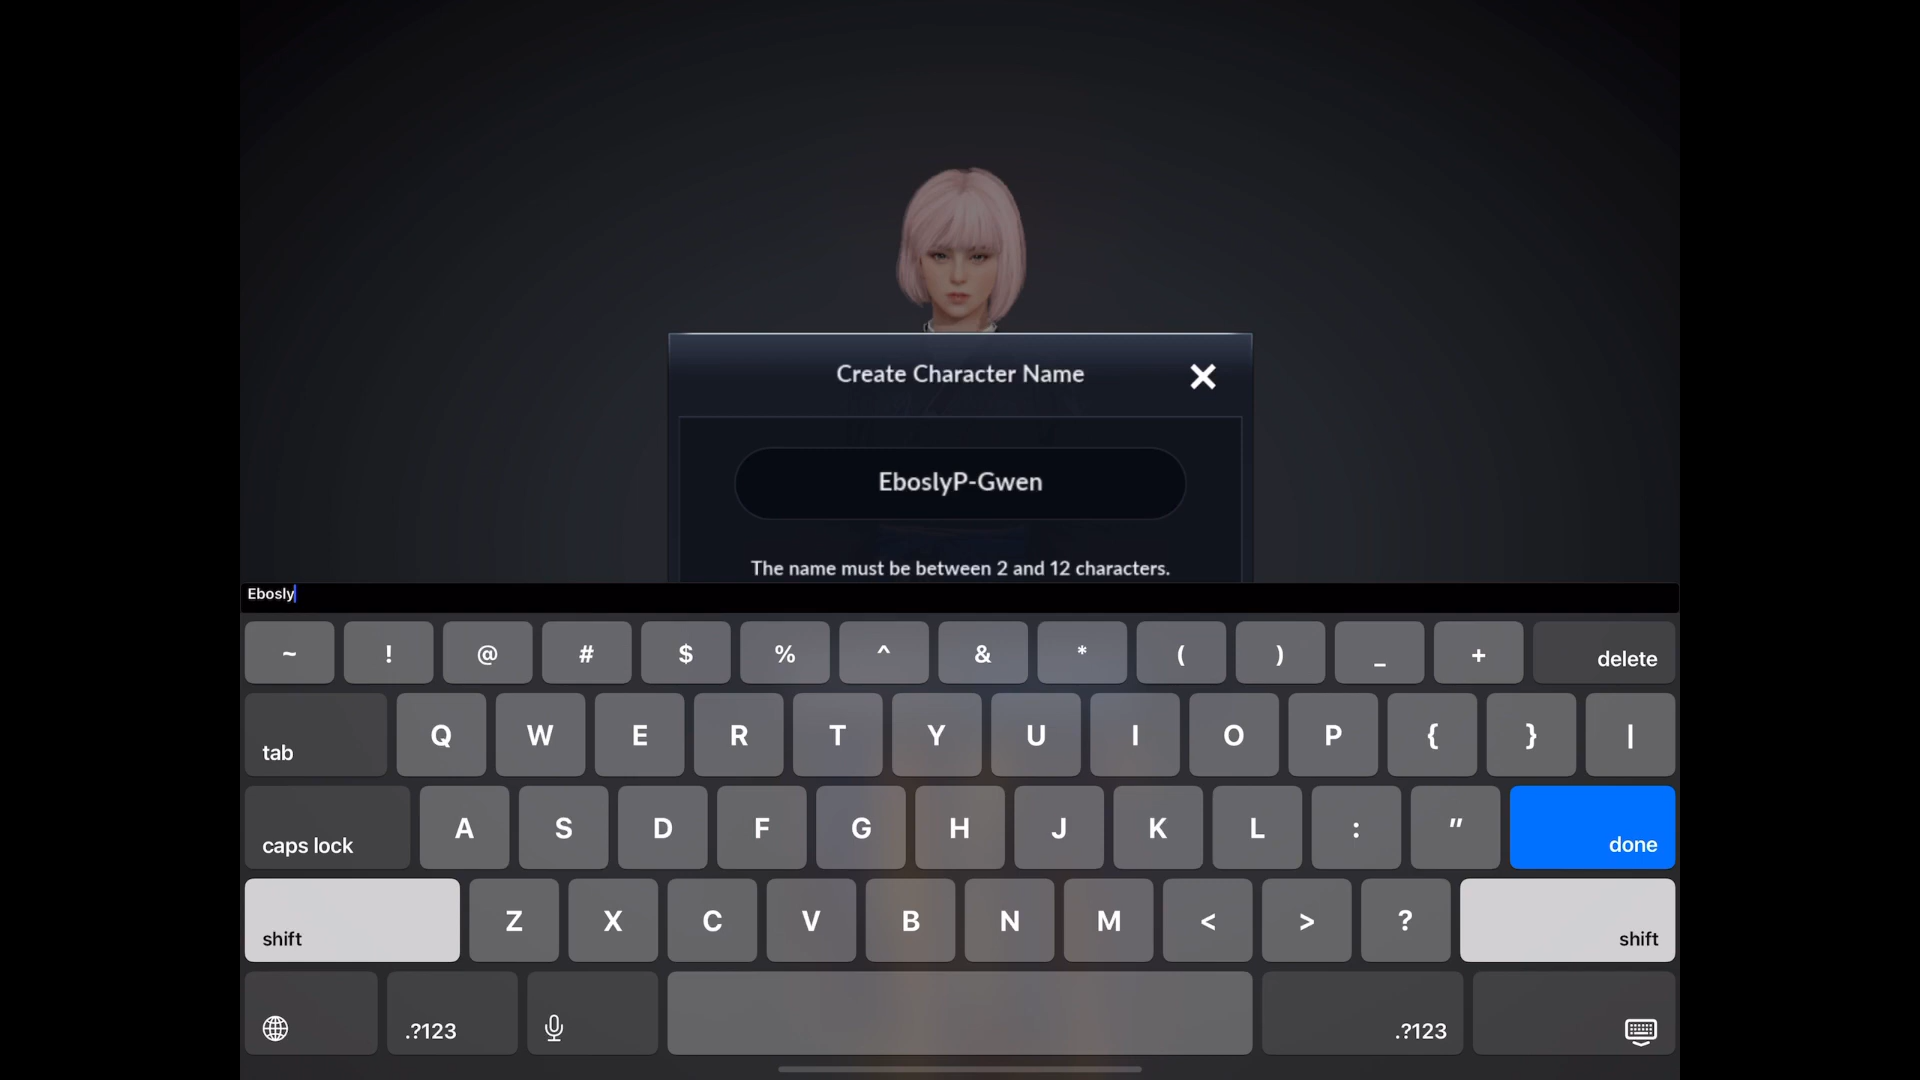 Create Character Name
EboslyP-Gwen
The name must be between 2 and 12 characters.
Ebosly
~ ! @ # $ % ^ & * ( ) _ + delete
tab Q W E R T Y U I O P { } |
caps lock A S D F G H J K L : " done
shift Z X C V B N M < > ? shift
.?123 .?123